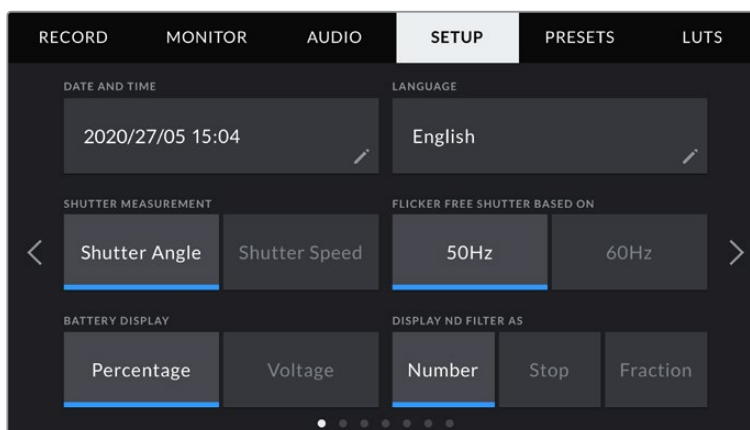 RECORD MONITOR AUDIO SETUP PRESETS LUTS
DATE AND TIME LANGUAGE
2020/27/05 15:04 English
SHUTTER MEASUREMENT FLICKER FREE SHUTTER BASED ON
Shutter Angle Shutter Speed 50Hz 60Hz
BATTERY DISPLAY DISPLAY ND FILTER AS
Percentage Voltage Number Stop Fraction